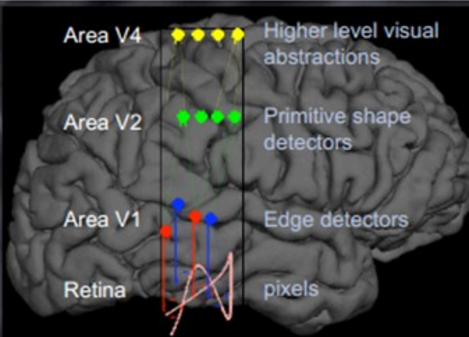 Area V4
Higher level visual
abstractions
Area V2
Primitive shape
detectors
Area V1
Edge detectors
Retina
pixels